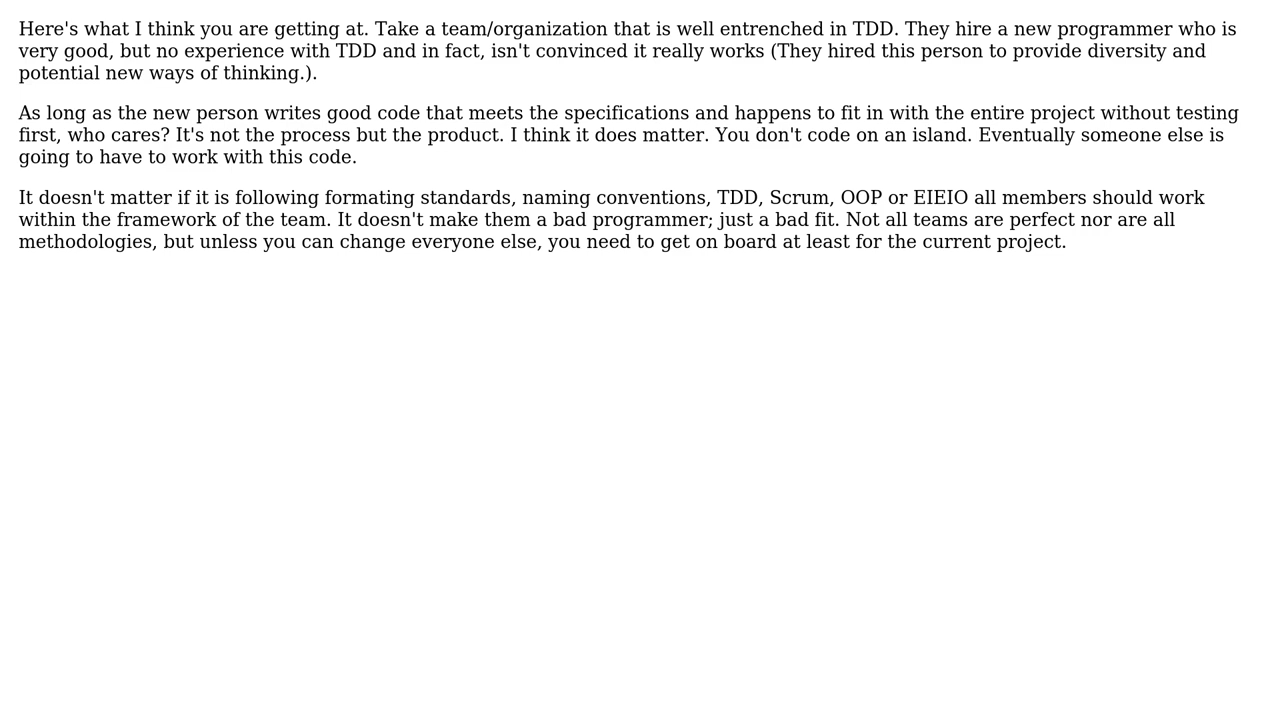 Here's what I think you are getting at. Take a team/organization that is well entrenched in TDD. They hire a new programmer who is
very good, but no experience with TDD and in fact, isn't convinced it really works (They hired this person to provide diversity and
potential new ways of thinking.).
As long as the new person writes good code that meets the specifications and happens to fit in with the entire project without testing
first, who cares? It's not the process but the product. I think it does matter. You don't code on an island. Eventually someone else is
going to have to work with this code.
It doesn't matter if it is following formating standards, naming conventions, TDD, Scrum, OOP or EIEIO all members should work
within the framework of the team. It doesn't make them a bad programmer; just a bad fit. Not all teams are perfect nor are all
methodologies, but unless you can change everyone else, you need to get on board at least for the current project.